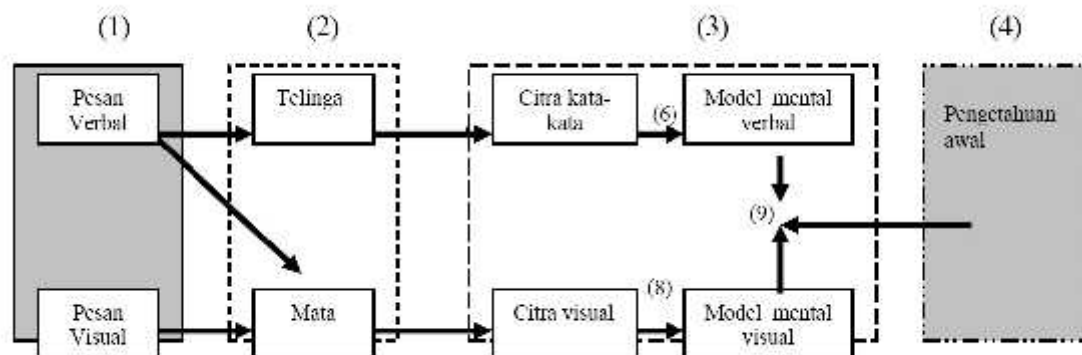 (1)
(2)
(3)
(4)
Pesan
Verbal
Telinga
Citra kata-
kata
(6)
Model mental
verbal
Pengetahuan
awal
(9)
Pesan
Visual
Mata
Citra visual
(8)
Model mental
visual